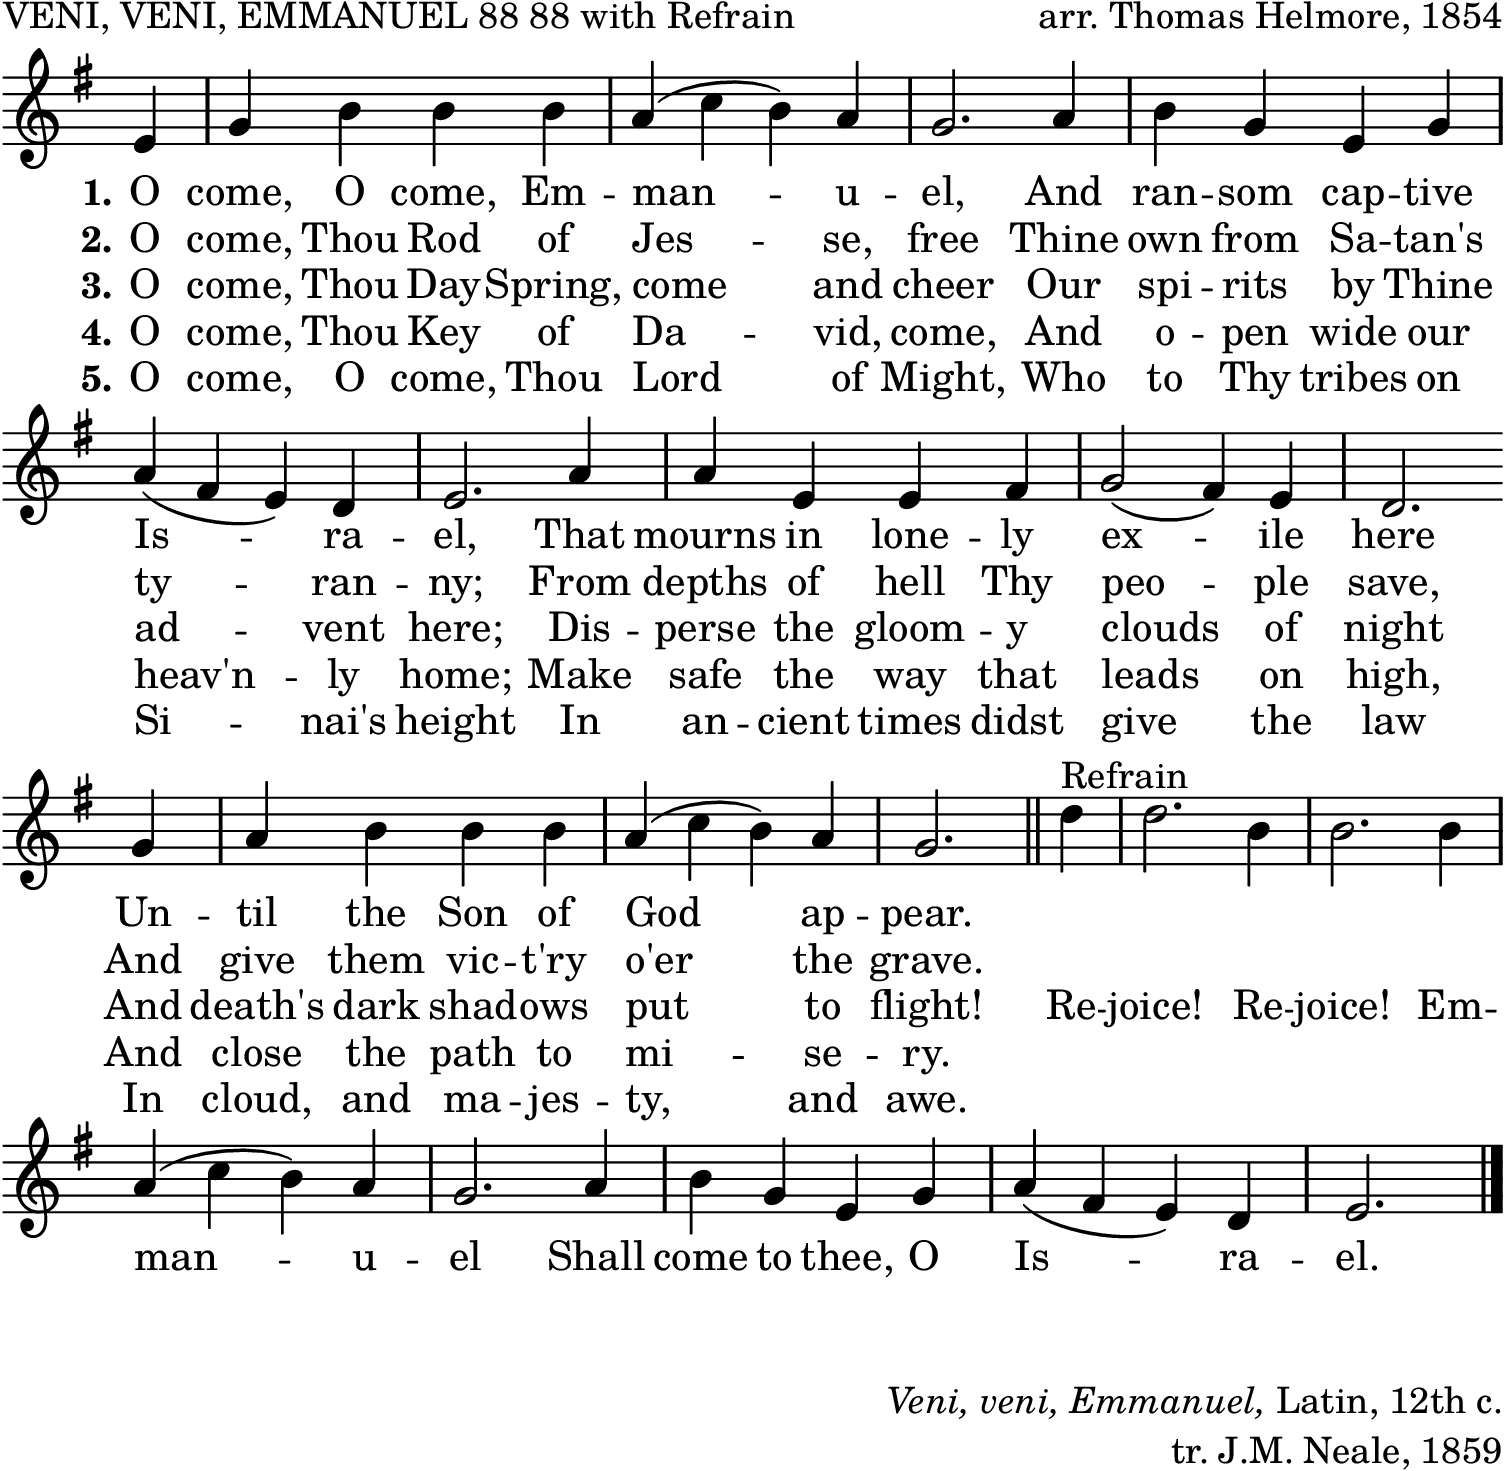 VENI, VENI, EMMANUEL 88 88 with Refrain arr. Thomas Helmore, 1854
1. O come, O come, Em -- man -- u -- el, And ran -- som cap -- tive
2. O come, Thou Rod of Jes -- se, free Thine own from Sa -- tan's
3. O come, Thou Day-Spring, come and cheer Our spi -- rits by Thine
4. O come, Thou Key of Da -- vid, come, And o -- pen wide our
5. O come, O come, Thou Lord of Might, Who to Thy tribes on
Is -- ra -- el, That mourns in lone -- ly ex -- ile here
ty -- ran -- ny; From depths of hell Thy peo -- ple save,
ad -- vent here; Dis -- perse the gloom -- y clouds of night
heav'n -- ly home; Make safe the way that leads on high,
Si -- nai's height In an -- cient times didst give the law
Refrain
Un -- til the Son of God ap -- pear.
And give them vic -- t'ry o'er the grave.
And death's dark shadows put to flight! Re -- joice! Re -- joice! Em --
And close the path to mi -- se -- ry.
In cloud, and ma -- jes -- ty, and awe.
man -- u -- el Shall come to thee, O Is -- ra -- el.
Veni, veni, Emmanuel, Latin, 12th c.
tr. J.M. Neale, 1859